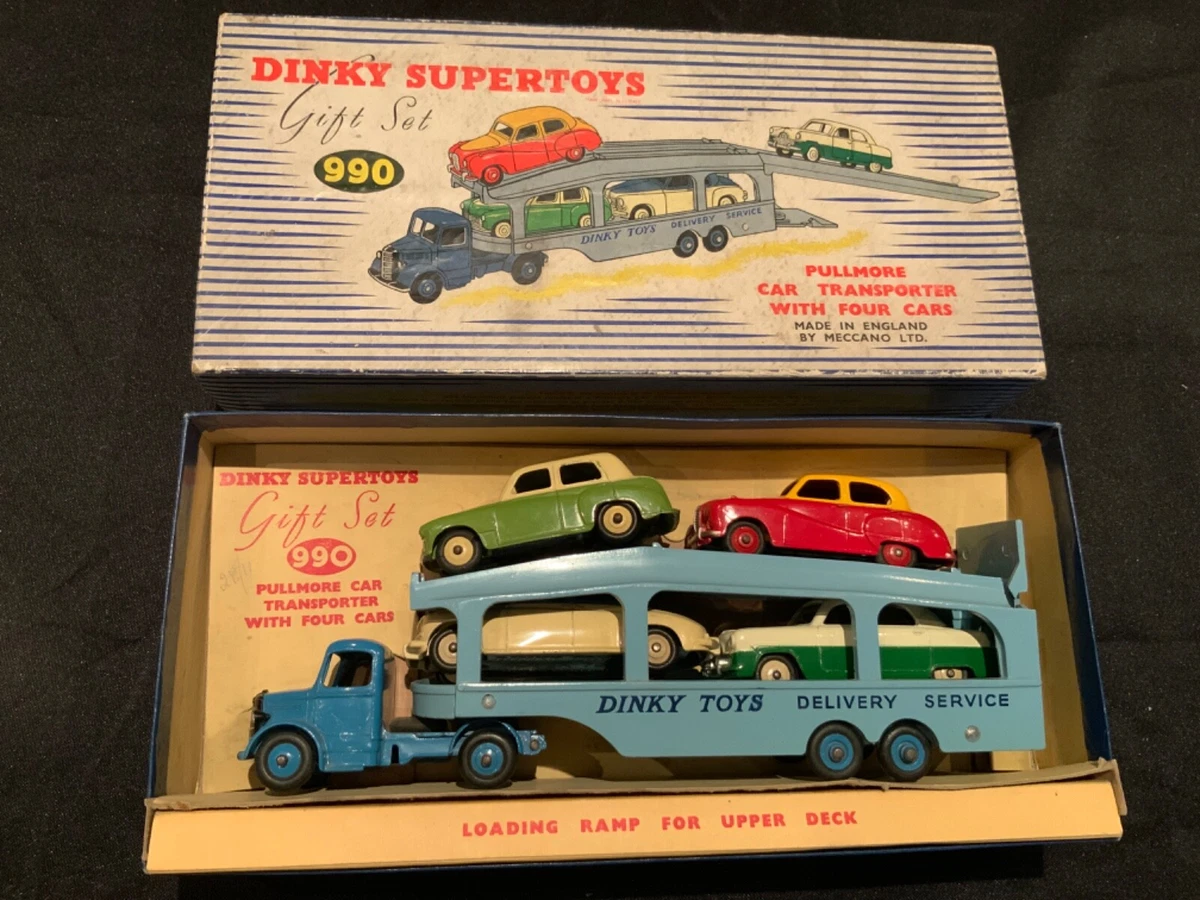 DINKY SUPERTOYS
Gift Set
990
DINKY TOYS DELIVERY SERVICE
PULLMORE
CAR TRANSPORTER
WITH FOUR CARS
MADE IN ENGLAND
BY MECCANO LTD.
DINKY SUPERTOYS
Gift Set
990
PULLMORE CAR
TRANSPORTER
WITH FOUR CARS
DINKY TOYS DELIVERY SERVICE
LOADING RAMP FOR UPPER DECK